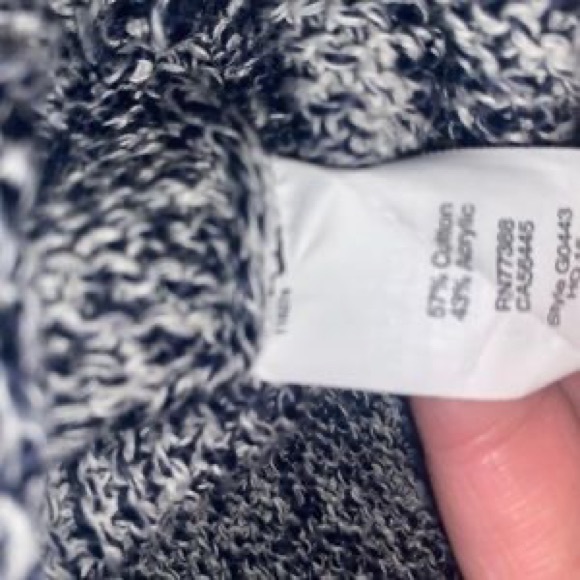 57% Cotton
43% Acrylic
RN77388
CA56445
Style G0443